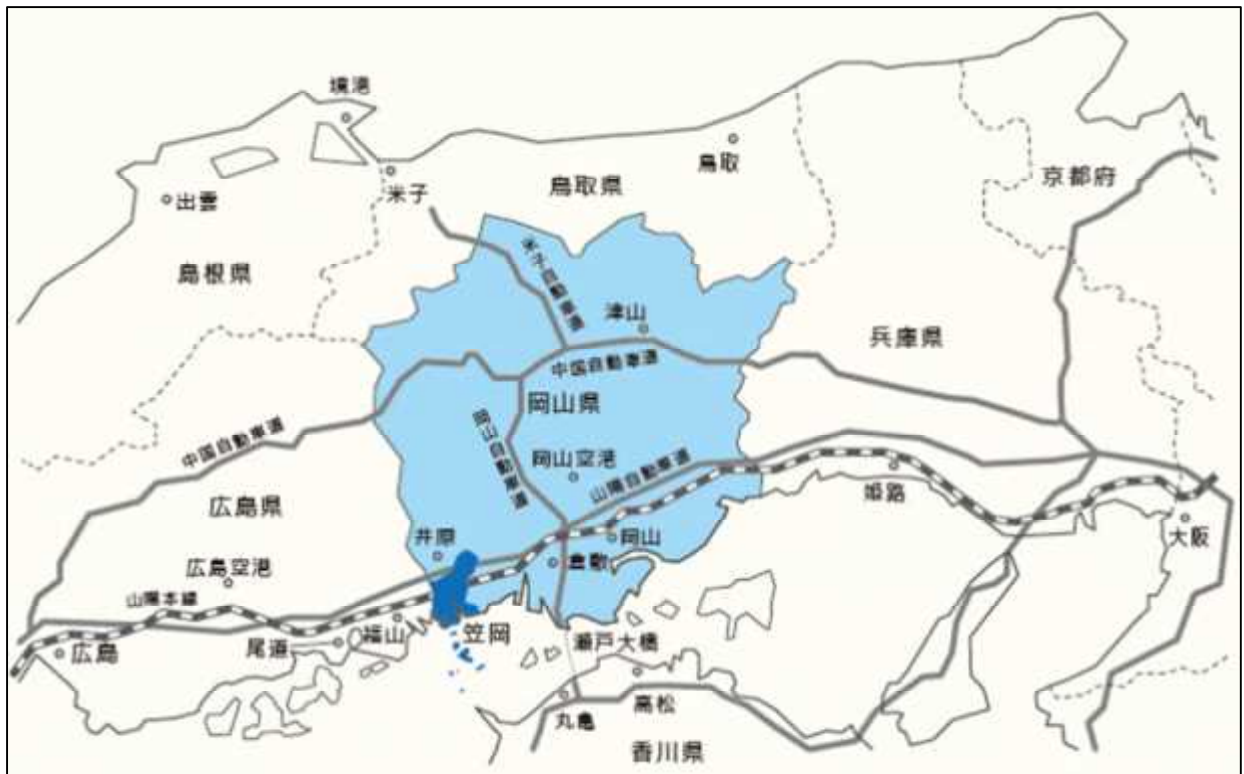 境港
鳥取
米子
鳥取県
京都府
出雲
島根県
米子自動車道
津山
兵庫県
中国自動車道
岡山県
中国自動車道
岡山自動車道
岡山空港
山陽自動車道
姫路
広島県
井原
岡山
大阪
広島空港
倉敷
山陽本線
福山
笠岡
尾道
瀬戸大橋
広島
高松
丸亀
香川県